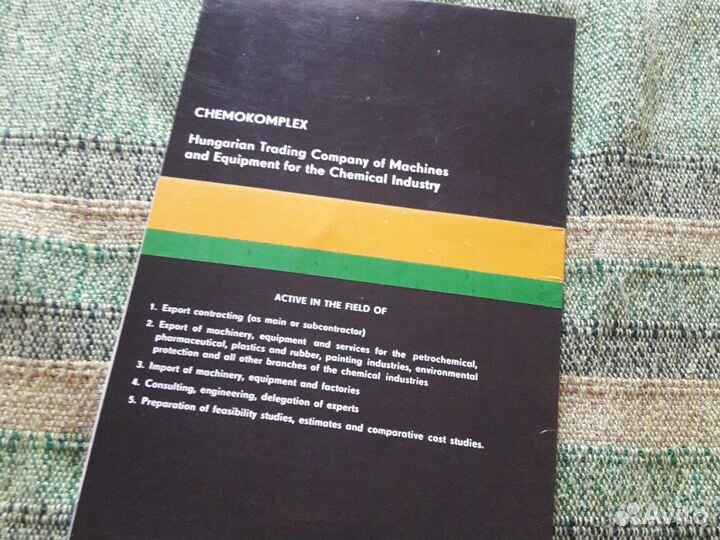 CHEMOKOMPLEX
Hungarian Trading Company of Machines
and Equipment for the Chemical Industry
ACTIVE IN THE FIELD OF
1. Export contracting (as main or subcontractor)
2. Export of machinery, equipment and services for the petrochemical,
pharmaceutical, plastics and rubber, painting industries, environmental
protection and all other branches of the chemical industries
3. Import of machinery, equipment and factories
4. Consulting, engineering, delegation of experts
5. Preparation of feasibility studies, estimates and comparative cost studies.
Avito